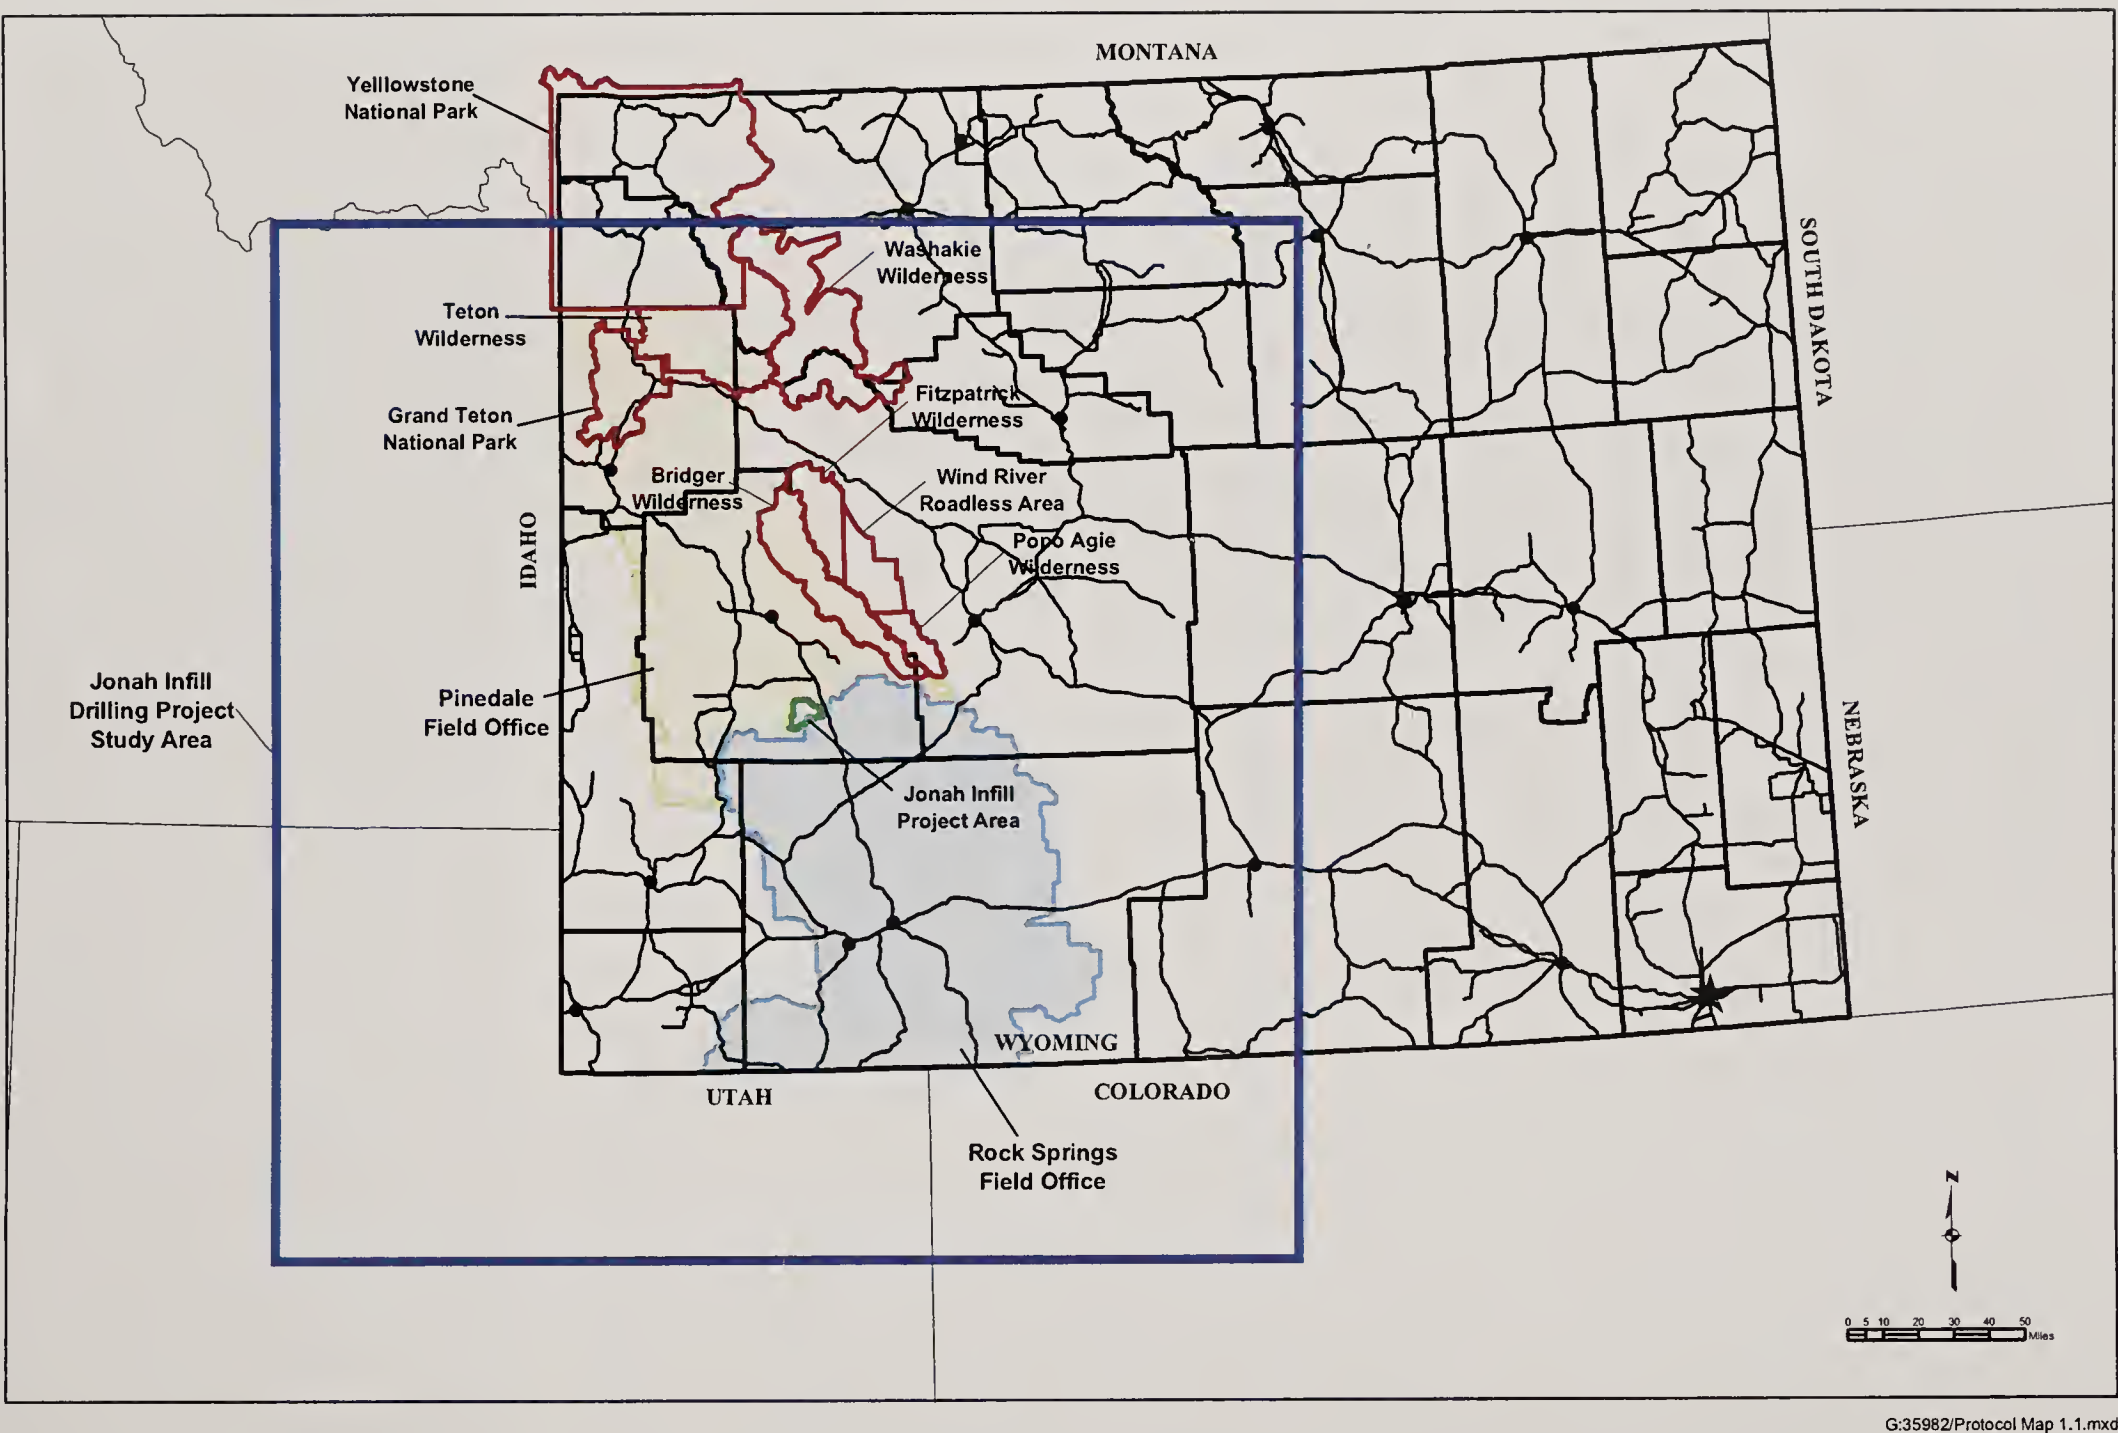 MONTANA
Yelllowstone
National Park
Washakie
Wilderness
SOUTH DAKOTA
Teton
Wilderness
Fitzpatrick
Wilderness
Grand Teton
National Park
Bridger
Wilderness
Wind River
Roadless Area
IDAHO
Popo Agie
Wilderness
Jonah Infill
Drilling Project
Study Area
Pinedale
Field Office
NEBRASKA
Jonah Infill
Project Area
WYOMING
UTAH
COLORADO
Rock Springs
Field Office
N
0 5 10 20 30 40 50
Miles
G:35982/Protocol Map 1.1.mxd